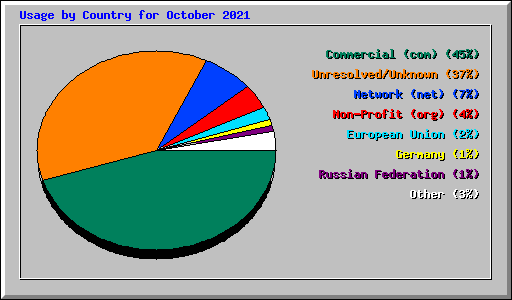 Usage by Country for October 2021
Commercial (com) (45%)
Unresolved/Unknown (37%)
Network (net) (7%)
Non-Profit (org) (4%)
European Union (2%)
Germany (1%)
Russian Federation (1%)
Other (3%)